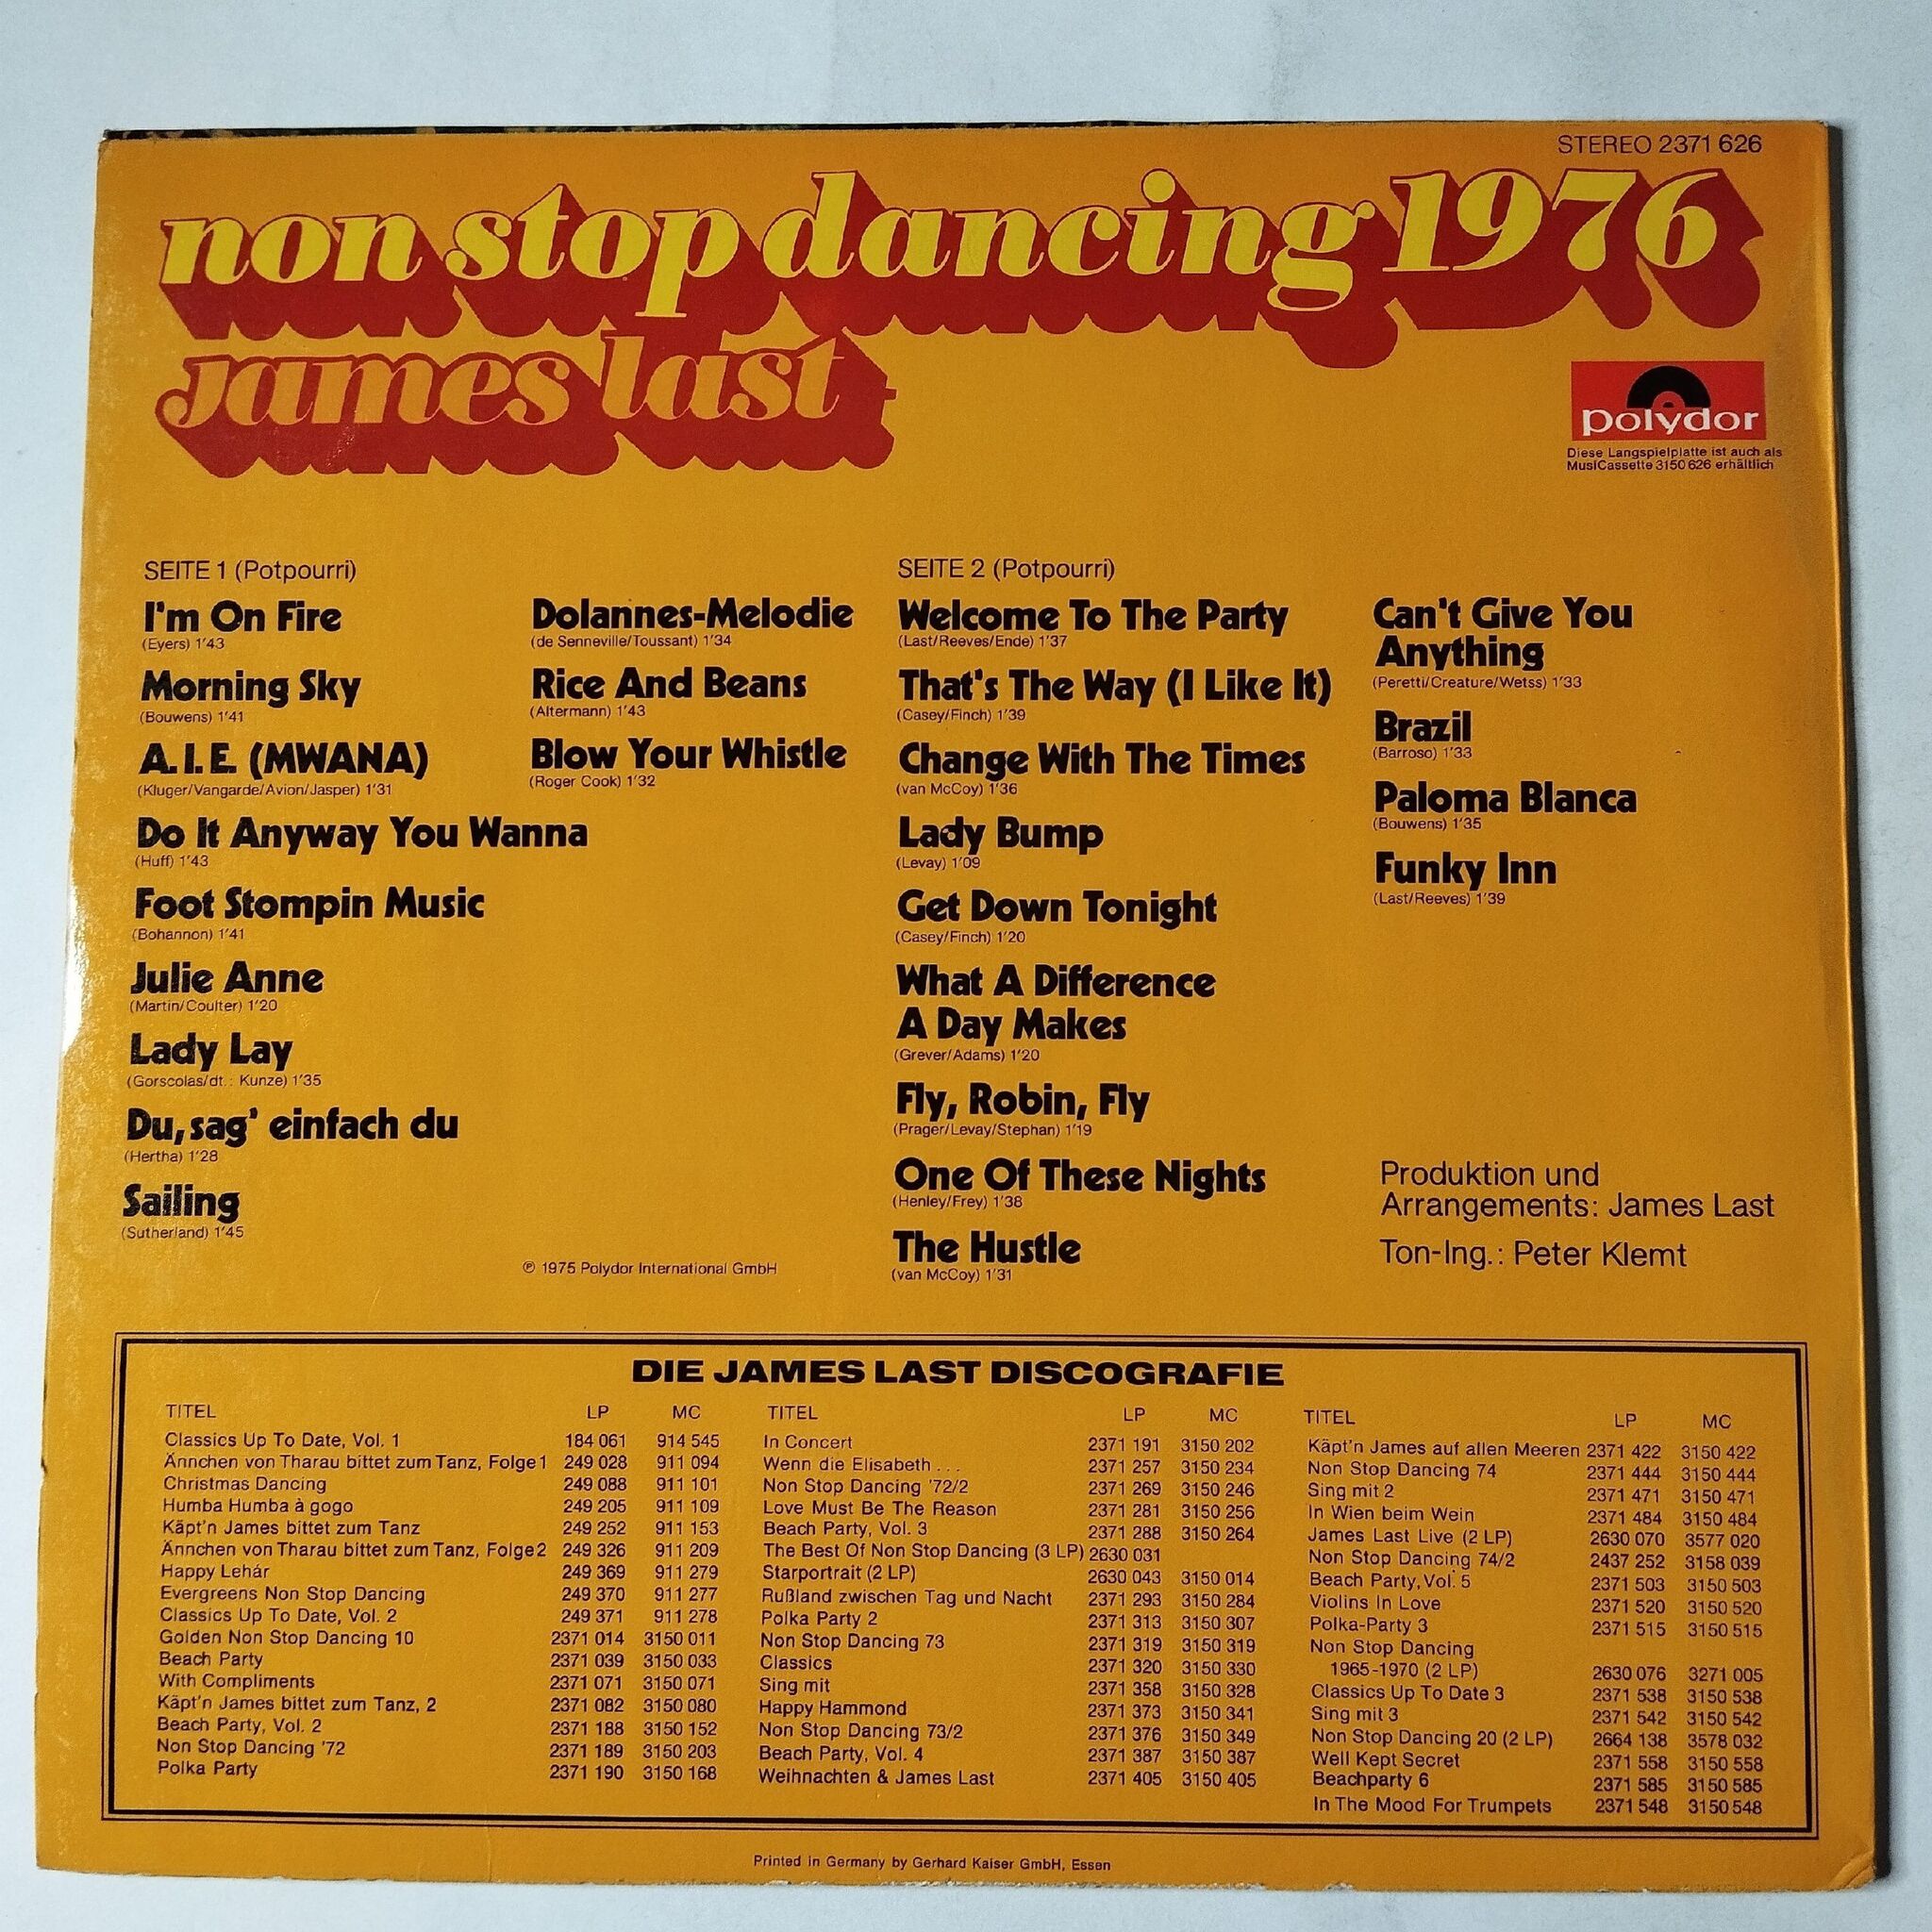 STEREO 2371 626
non stop dancing 1976
james last
polydor
Diese Langspielplatte ist auch als
MusiCassette 3150 626 erhältlich
SEITE 1 (Potpourri)
I'm On Fire
(Eyers) 1'43
Morning Sky
(Bouwens) 1'41
A.I.E. (MWANA)
(Kluger/Vangarde/Avion/Jasper) 1'31
Do It Anyway You Wanna
(Huff) 1'43
Foot Stompin Music
(Bohannon) 1'41
Julie Anne
(Martin/Coulter) 1'20
Lady Lay
(Gorscolas/dt.: Kunze) 1'35
Du, sag' einfach du
(Hertha) 1'28
Sailing
(Sutherland) 1'45
Dolannes-Melodie
(de Senneville/Toussant) 1'34
Rice And Beans
(Altermann) 1'43
Blow Your Whistle
(Roger Cook) 1'32
℗ 1975 Polydor International GmbH
SEITE 2 (Potpourri)
Welcome To The Party
(Last/Reeves/Ende) 1'37
That's The Way (I Like It)
(Casey/Finch) 1'39
Change With The Times
(van McCoy) 1'36
Lady Bump
(Levay) 1'09
Get Down Tonight
(Casey/Finch) 1'20
What A Difference
A Day Makes
(Grever/Adams) 1'20
Fly, Robin, Fly
(Prager/Levay/Stephan) 1'19
One Of These Nights
(Henley/Frey) 1'38
The Hustle
(van McCoy) 1'31
Can't Give You
Anything
(Peretti/Creature/Wetss) 1'33
Brazil
(Barroso) 1'33
Paloma Blanca
(Bouwens) 1'35
Funky Inn
(Last/Reeves) 1'39
Produktion und
Arrangements: James Last
Ton-Ing.: Peter Klemt
DIE JAMES LAST DISCOGRAFIE
TITEL LP MC
Classics Up To Date, Vol. 1 184 061 914 545
Ännchen von Tharau bittet zum Tanz, Folge 1 249 028 911 094
Christmas Dancing 249 088 911 101
Humba Humba à gogo 249 205 911 109
Käpt'n James bittet zum Tanz 249 252 911 153
Ännchen von Tharau bittet zum Tanz, Folge 2 249 326 911 209
Happy Lehár 249 369 911 279
Evergreens Non Stop Dancing 249 370 911 277
Classics Up To Date, Vol. 2 249 371 911 278
Golden Non Stop Dancing 10 2371 014 3150 011
Beach Party 2371 039 3150 033
With Compliments 2371 071 3150 071
Käpt'n James bittet zum Tanz, 2 2371 082 3150 080
Beach Party, Vol. 2 2371 188 3150 152
Non Stop Dancing '72 2371 189 3150 203
Polka Party 2371 190 3150 168
TITEL LP MC
In Concert 2371 191 3150 202
Wenn die Elisabeth . . . 2371 257 3150 234
Non Stop Dancing '72/2 2371 269 3150 246
Love Must Be The Reason 2371 281 3150 256
Beach Party, Vol. 3 2371 288 3150 264
The Best Of Non Stop Dancing (3 LP) 2630 031
Starportrait (2 LP) 2630 043 3150 014
Rußland zwischen Tag und Nacht 2371 293 3150 284
Polka Party 2 2371 313 3150 307
Non Stop Dancing 73 2371 319 3150 319
Classics 2371 320 3150 330
Sing mit 2371 358 3150 328
Happy Hammond 2371 373 3150 341
Non Stop Dancing 73/2 2371 376 3150 349
Beach Party, Vol. 4 2371 387 3150 387
Weihnachten & James Last 2371 405 3150 405
TITEL LP MC
Käpt'n James auf allen Meeren 2371 422 3150 422
Non Stop Dancing 74 2371 444 3150 444
Sing mit 2 2371 471 3150 471
In Wien beim Wein 2371 484 3150 484
James Last Live (2 LP) 2630 070 3577 020
Non Stop Dancing 74/2 2437 252 3158 039
Beach Party, Vol. 5 2371 503 3150 503
Violins In Love 2371 520 3150 520
Polka-Party 3 2371 515 3150 515
Non Stop Dancing
1965-1970 (2 LP) 2630 076 3271 005
Classics Up To Date 3 2371 538 3150 538
Sing mit 3 2371 542 3150 542
Non Stop Dancing 20 (2 LP) 2664 138 3578 032
Well Kept Secret 2371 558 3150 558
Beachparty 6 2371 585 3150 585
In The Mood For Trumpets 2371 548 3150 548
Printed in Germany by Gerhard Kaiser GmbH, Essen